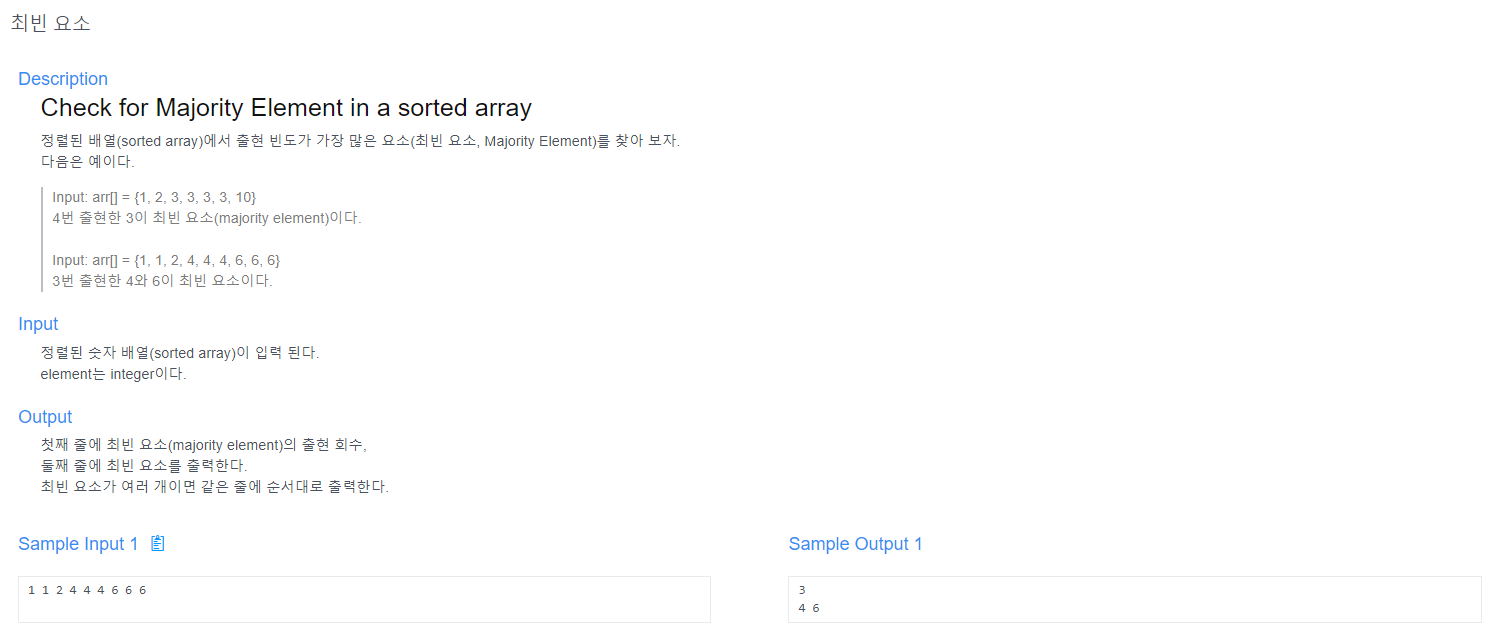 최빈 요소
Description
Check for Majority Element in a sorted array
정렬된 배열(sorted array)에서 출현 빈도가 가장 많은 요소(최빈 요소, Majority Element)를 찾아 보자.
다음은 예이다.
Input: arr[] = {1, 2, 3, 3, 3, 3, 10}
4번 출현한 3이 최빈 요소(majority element)이다.
Input: arr[] = {1, 1, 2, 4, 4, 4, 6, 6, 6}
3번 출현한 4와 6이 최빈 요소이다.
Input
정렬된 숫자 배열(sorted array)이 입력 된다.
element는 integer이다.
Output
첫째 줄에 최빈 요소(majority element)의 출현 회수,
둘째 줄에 최빈 요소를 출력한다.
최빈 요소가 여러 개이면 같은 줄에 순서대로 출력한다.
Sample Input 1
1 1 2 4 4 4 6 6 6
Sample Output 1
3
4 6